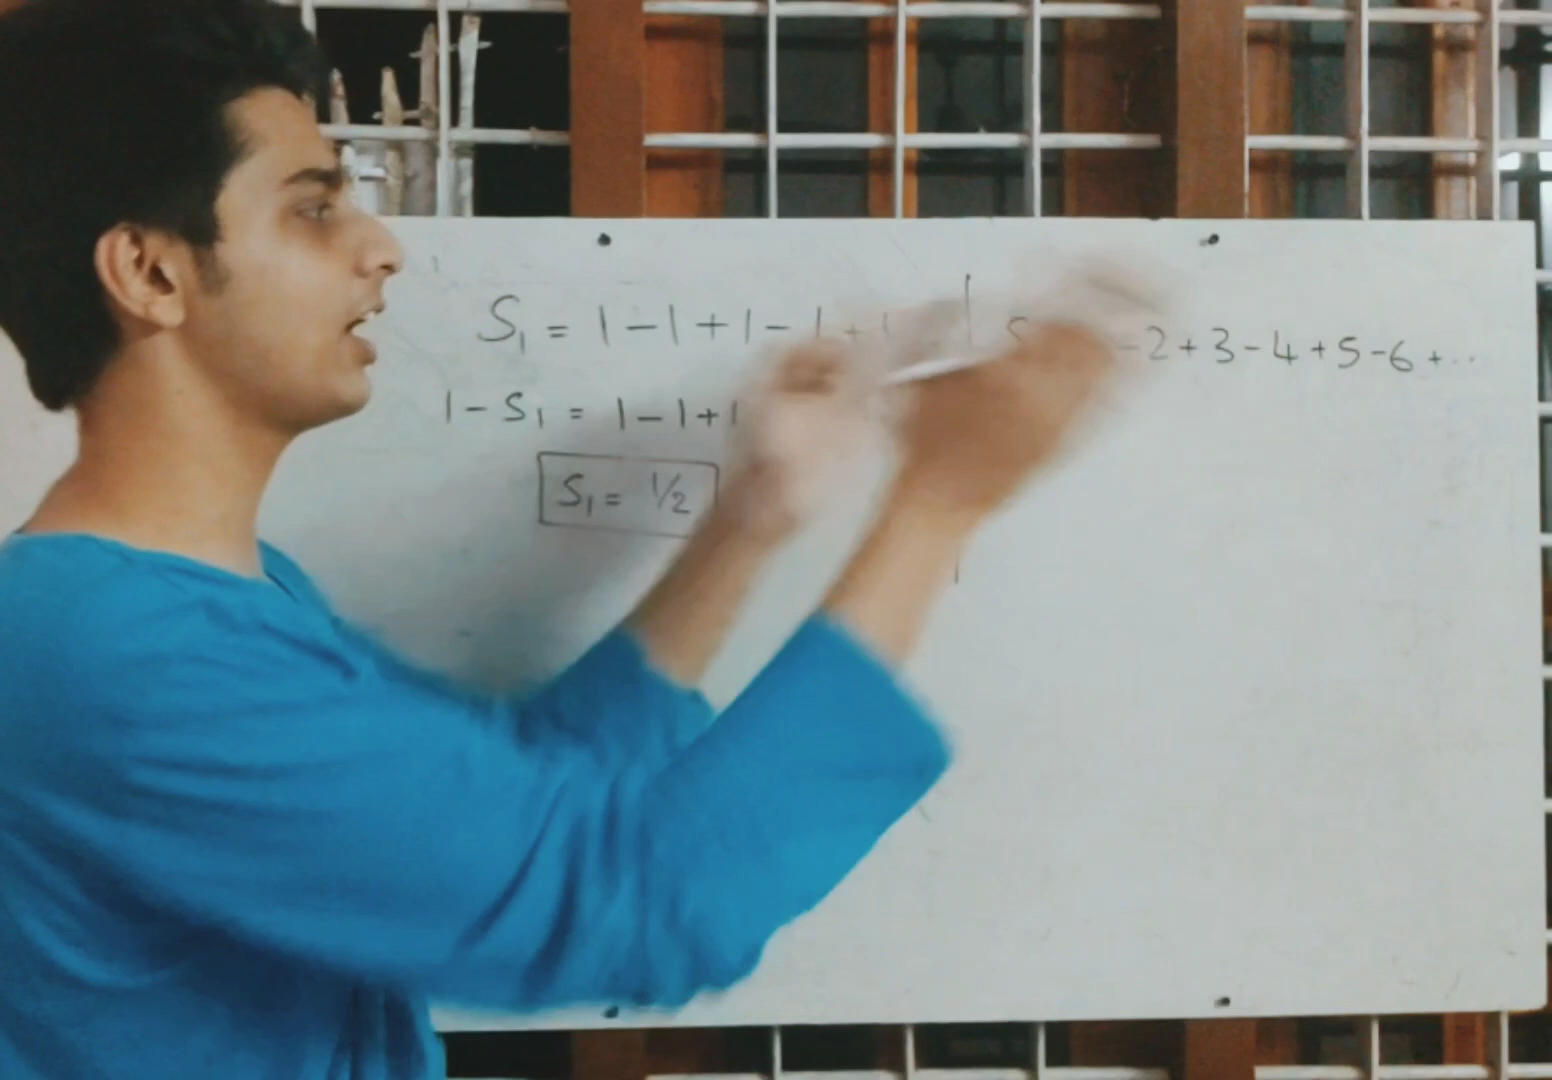 S₁ = 1-1+1-1+1
S -2+3-4+5-6+..
1-S₁ = 1-1+1
S₁ = 1/2